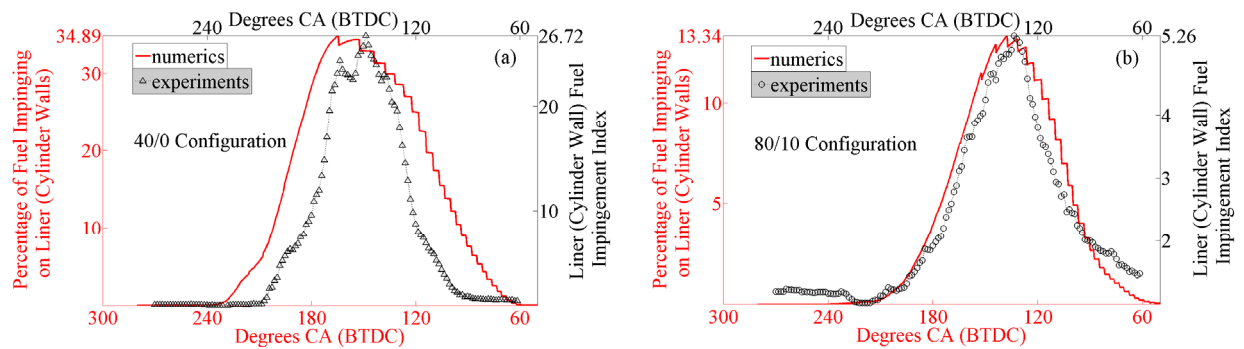 Degrees CA (BTDC)
240 120 60
34.89 26.72
numerics (a)
experiments
30
20
10
20
10
40/0 Configuration
Percentage of Fuel Impinging
on Liner (Cylinder Walls)
Liner (Cylinder Wall) Fuel
Impingement Index
300 240 180 120 60
Degrees CA (BTDC)
Degrees CA (BTDC)
240 120 60
13.34 5.26
numerics (b)
experiments
10
5
4
3
2
80/10 Configuration
Percentage of Fuel Impinging
on Liner (Cylinder Walls)
Liner (Cylinder Wall) Fuel
Impingement Index
300 240 180 120 60
Degrees CA (BTDC)